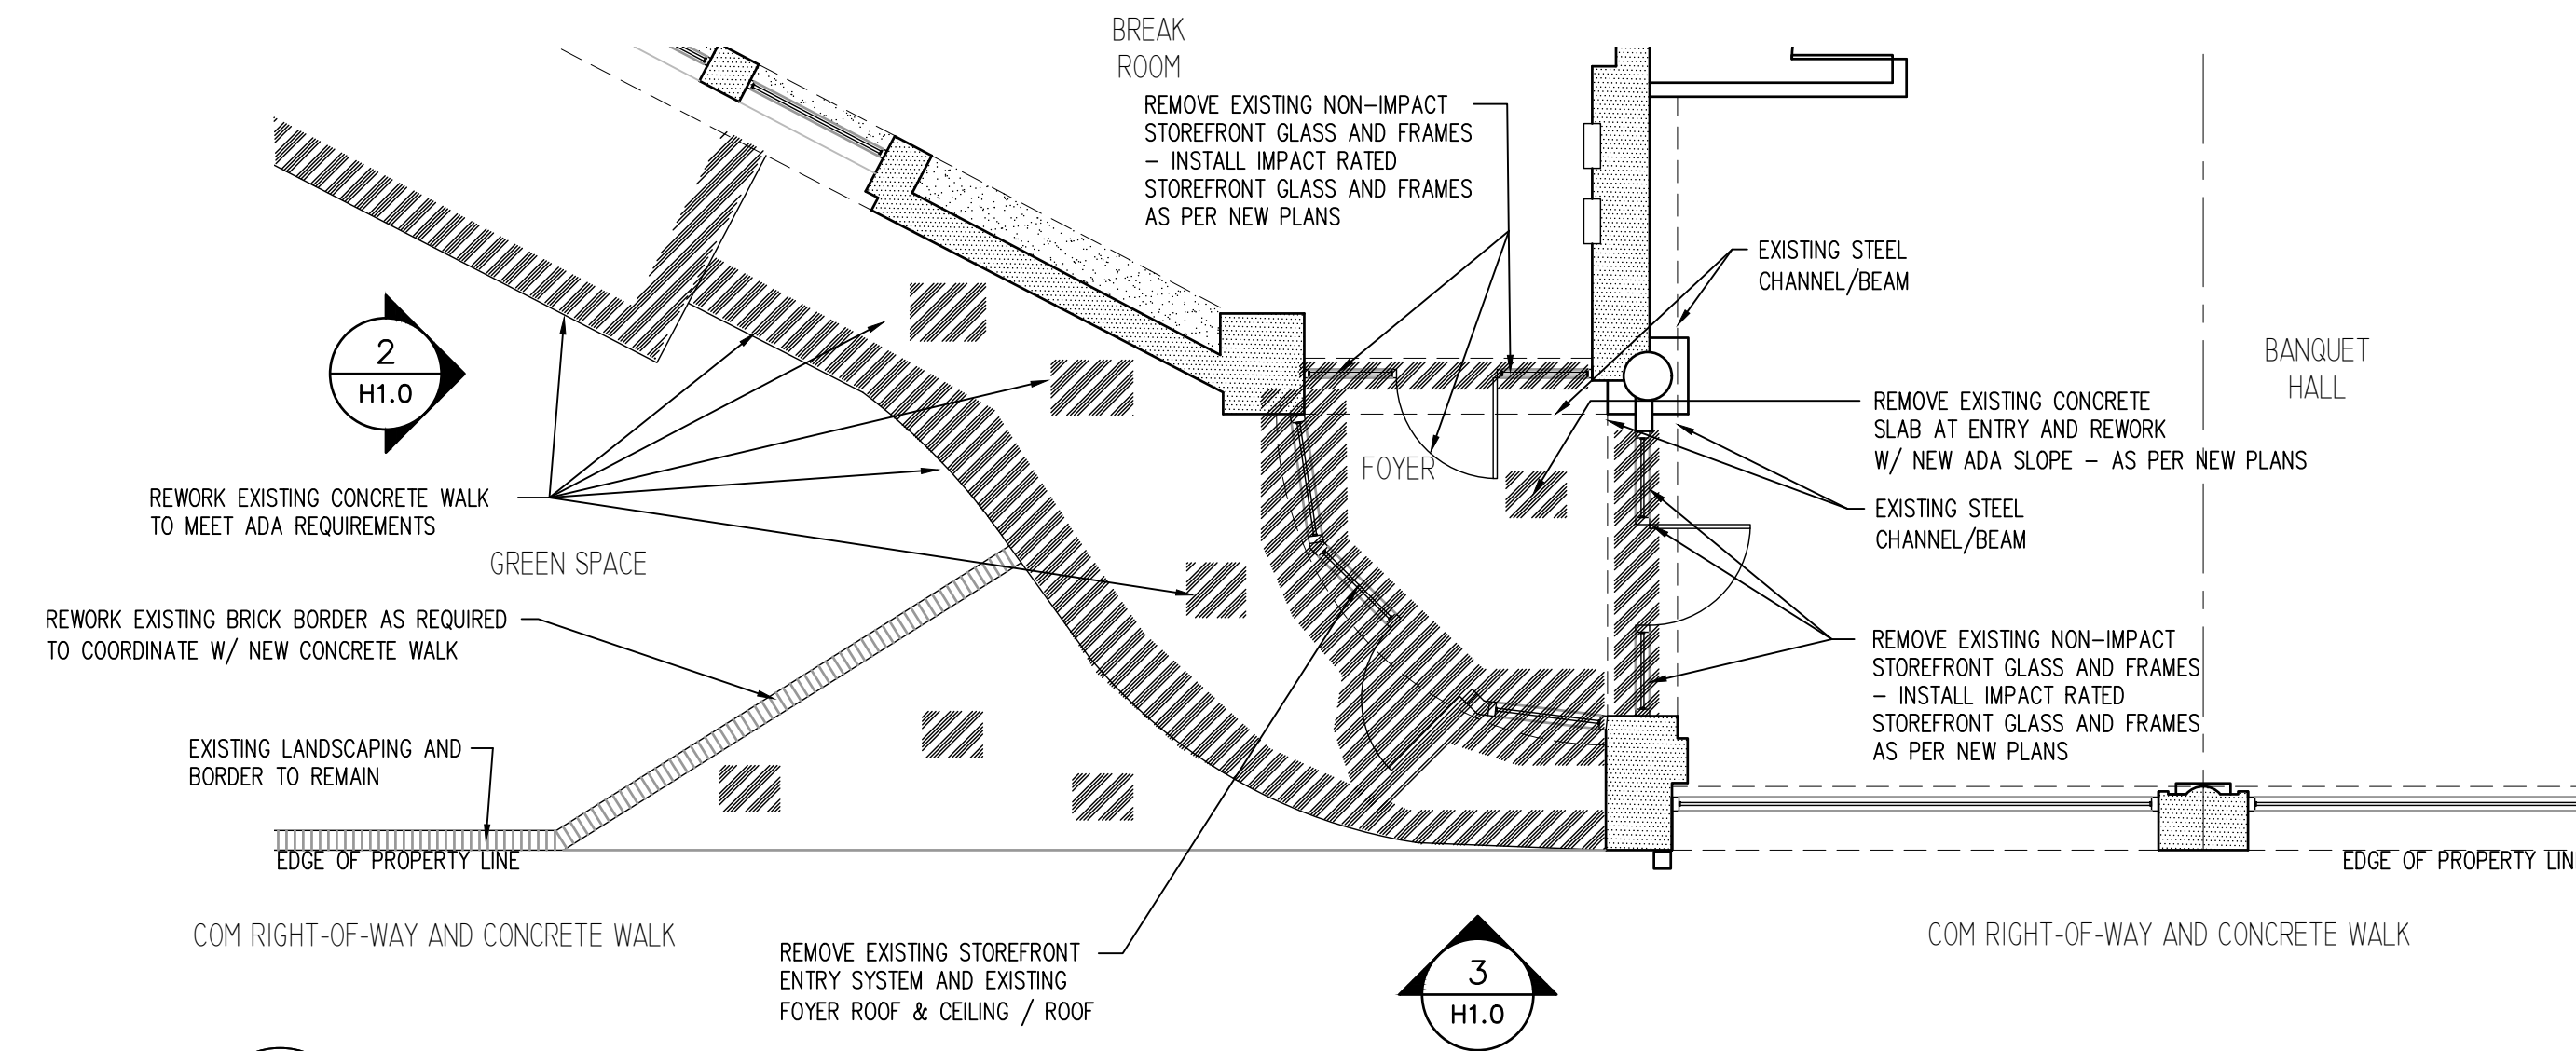 BREAK
ROOM
REMOVE EXISTING NON-IMPACT
STOREFRONT GLASS AND FRAMES
- INSTALL IMPACT RATED
STOREFRONT GLASS AND FRAMES
AS PER NEW PLANS
EXISTING STEEL
CHANNEL/BEAM
2
H1.0
BANQUET
HALL
REMOVE EXISTING CONCRETE
SLAB AT ENTRY AND REWORK
W/ NEW ADA SLOPE - AS PER NEW PLANS
FOYER
REWORK EXISTING CONCRETE WALK
TO MEET ADA REQUIREMENTS
EXISTING STEEL
CHANNEL/BEAM
GREEN SPACE
REWORK EXISTING BRICK BORDER AS REQUIRED
TO COORDINATE W/ NEW CONCRETE WALK
REMOVE EXISTING NON-IMPACT
STOREFRONT GLASS AND FRAMES
- INSTALL IMPACT RATED
STOREFRONT GLASS AND FRAMES
AS PER NEW PLANS
EXISTING LANDSCAPING AND
BORDER TO REMAIN
EDGE OF PROPERTY LINE
EDGE OF PROPERTY LIN
COM RIGHT-OF-WAY AND CONCRETE WALK
COM RIGHT-OF-WAY AND CONCRETE WALK
REMOVE EXISTING STOREFRONT
ENTRY SYSTEM AND EXISTING
FOYER ROOF & CEILING / ROOF
3
H1.0